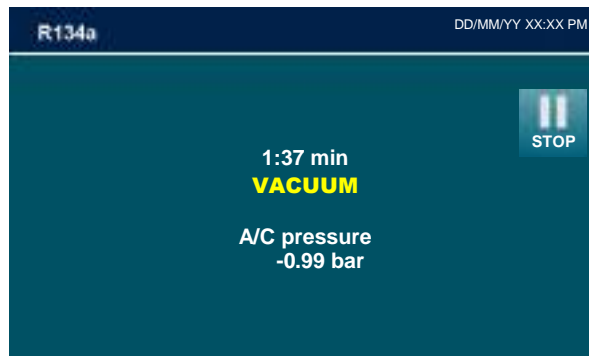 R134a
DD/MM/YY XX:XX PM
STOP
1:37 min
VACUUM
A/C pressure
-0.99 bar